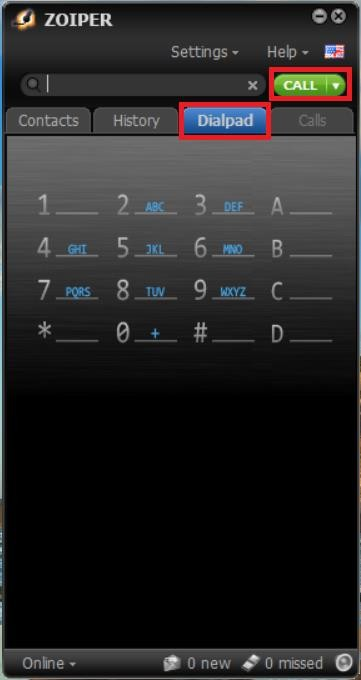 ZOIPER
Settings Help
CALL
Contacts History Dialpad Calls
1 2 ABC 3 DEF A
4 GHI 5 JKL 6 MNO B
7 PQRS 8 TUV 9 WXYZ C
* 0 + # D
Online 0 new 0 missed